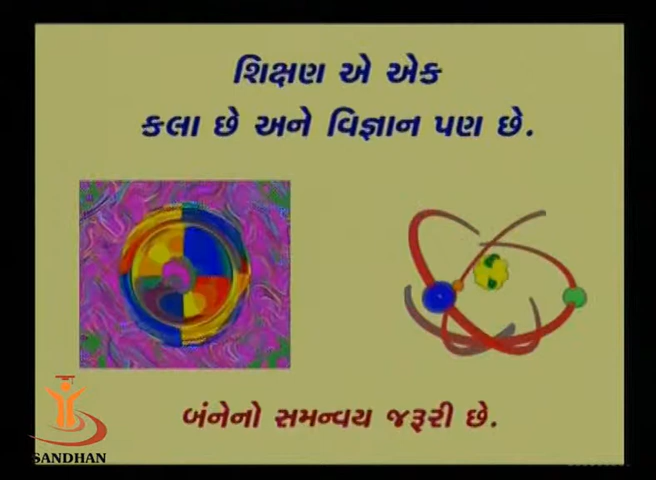 શિક્ષણ એ એક
કલા છે અને વિજ્ઞાન પણ છે.
બંનેનો સમન્વય જરૂરી છે.
SANDHAN